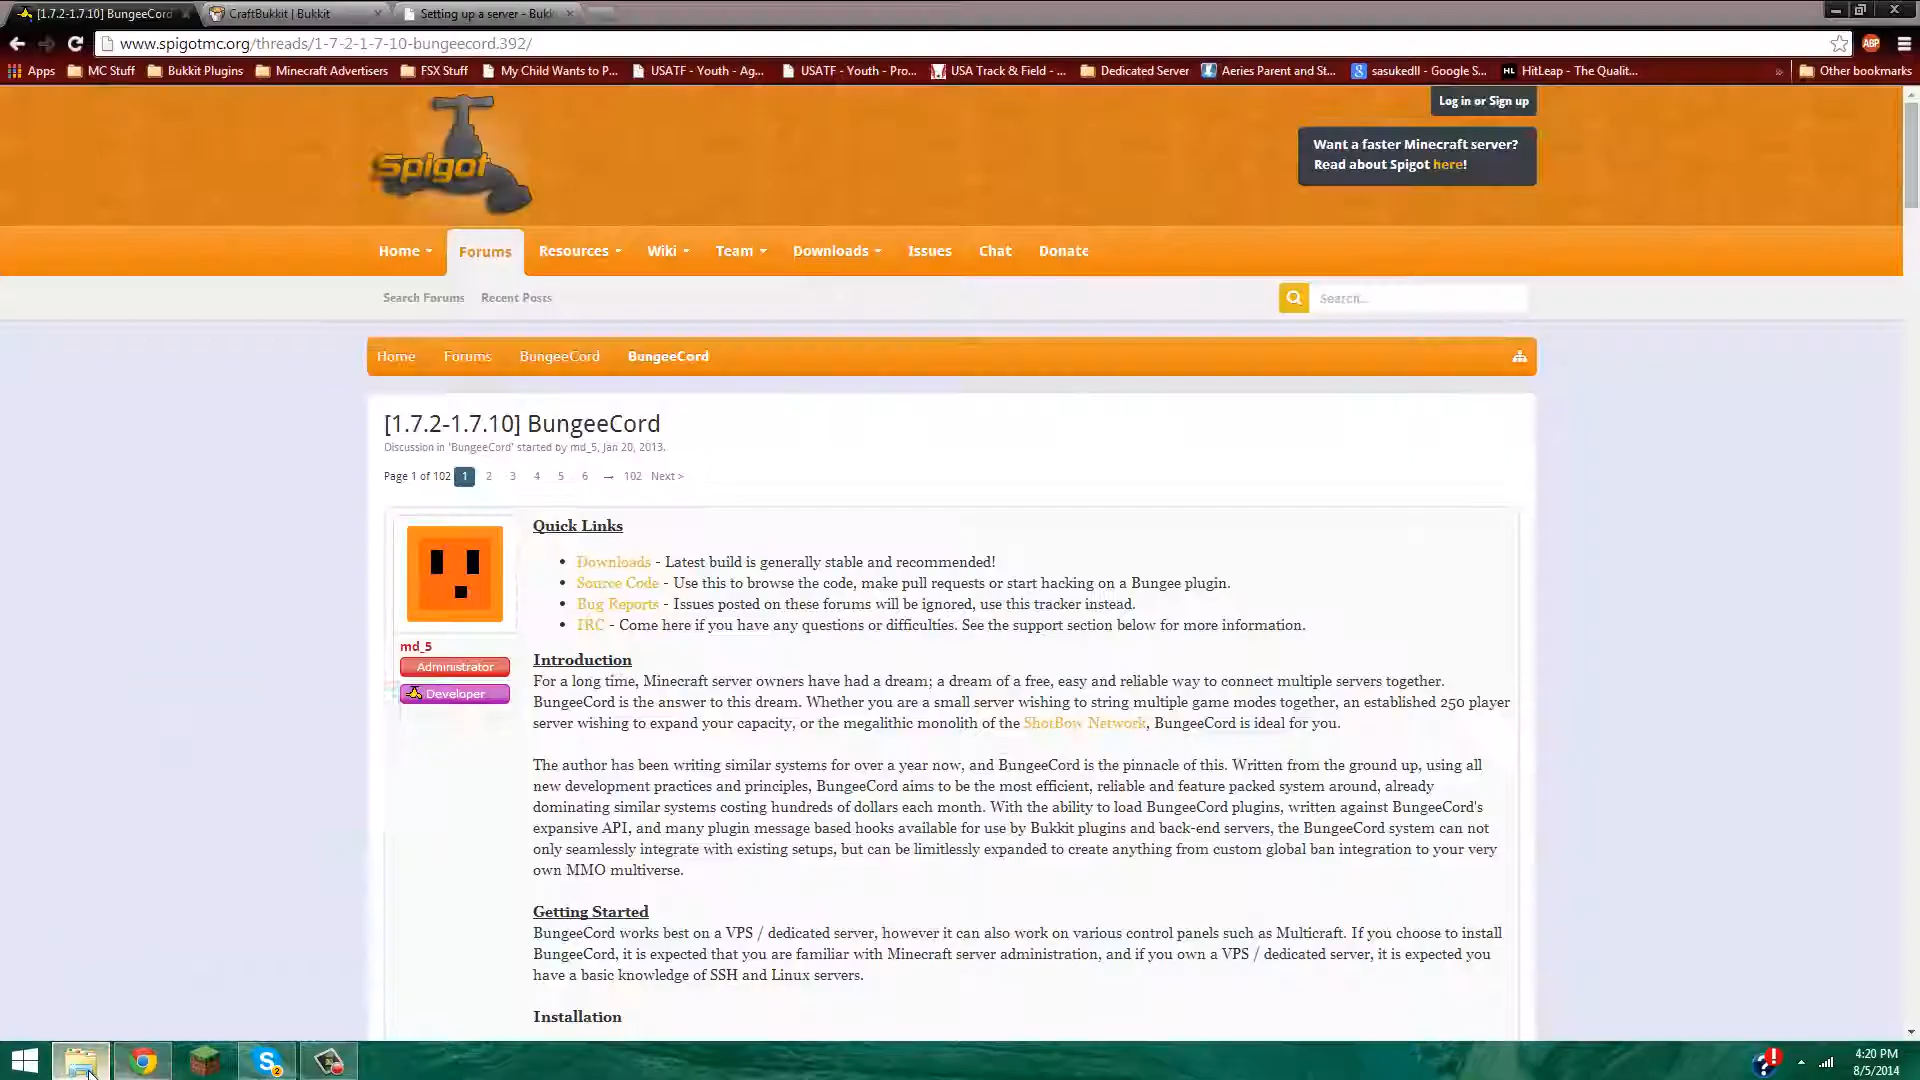 [1.7.2-1.7.10] BungeeCord
CraftBukkit | Bukkit
Setting up a server - Bukk
www.spigotmc.org/threads/1-7-2-1-7-10-bungeecord.392/
ABP
Apps MC Stuff Bukkit Plugins Minecraft Advertisers FSX Stuff My Child Wants to P... USATF - Youth - Ag... USATF - Youth - Pro... USA Track & Field - ... Dedicated Server Aeries Parent and St... sasukedll - Google S... HL HitLeap - The Qualit... » Other bookmarks
Log in or Sign up
Spigot
Want a faster Minecraft server?
Read about Spigot here!
Home Forums Resources Wiki Team Downloads Issues Chat Donate
Search Forums Recent Posts
Search...
Home Forums BungeeCord BungeeCord
[1.7.2-1.7.10] BungeeCord
Discussion in 'BungeeCord' started by md_5, Jan 20, 2013.
Page 1 of 102 1 2 3 4 5 6 → 102 Next >
md_5
Administrator
Developer
Quick Links
• Downloads - Latest build is generally stable and recommended!
• Source Code - Use this to browse the code, make pull requests or start hacking on a Bungee plugin.
• Bug Reports - Issues posted on these forums will be ignored, use this tracker instead.
• IRC - Come here if you have any questions or difficulties. See the support section below for more information.
Introduction
For a long time, Minecraft server owners have had a dream; a dream of a free, easy and reliable way to connect multiple servers together.
BungeeCord is the answer to this dream. Whether you are a small server wishing to string multiple game modes together, an established 250 player
server wishing to expand your capacity, or the megalithic monolith of the ShotBow Network, BungeeCord is ideal for you.
The author has been writing similar systems for over a year now, and BungeeCord is the pinnacle of this. Written from the ground up, using all
new development practices and principles, BungeeCord aims to be the most efficient, reliable and feature packed system around, already
dominating similar systems costing hundreds of dollars each month. With the ability to load BungeeCord plugins, written against BungeeCord's
expansive API, and many plugin message based hooks available for use by Bukkit plugins and back-end servers, the BungeeCord system can not
only seamlessly integrate with existing setups, but can be limitlessly expanded to create anything from custom global ban integration to your very
own MMO multiverse.
Getting Started
BungeeCord works best on a VPS / dedicated server, however it can also work on various control panels such as Multicraft. If you choose to install
BungeeCord, it is expected that you are familiar with Minecraft server administration, and if you own a VPS / dedicated server, it is expected you
have a basic knowledge of SSH and Linux servers.
Installation
S 2
4:20 PM
8/5/2014